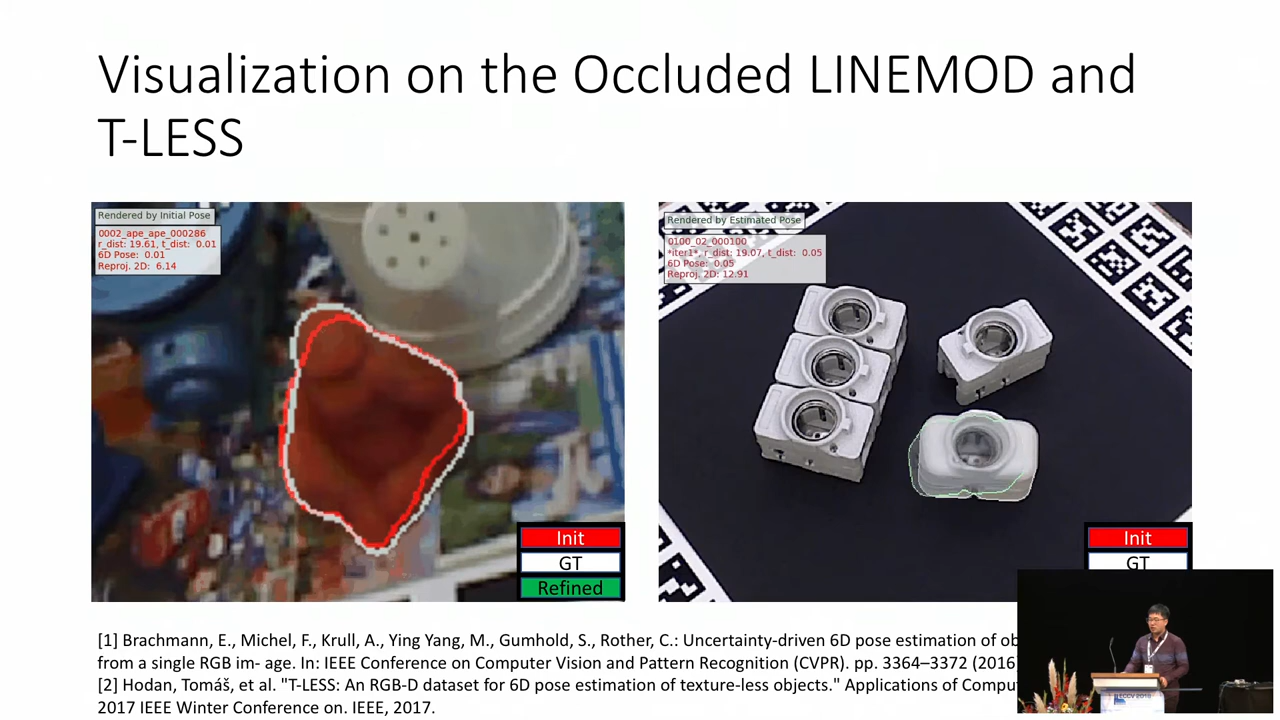 Visualization on the Occluded LINEMOD and
T-LESS
Rendered by Initial Pose
0002_ape_ape_000286
r_dist: 19.61, t_dist: 0.01
6D Pose: 0.01
Reproj. 2D: 6.14
Init
GT
Refined
Rendered by Estimated Pose
0100_02_000100
*iter1*, r_dist: 19.07, t_dist: 0.05
6D Pose: 0.05
Reproj. 2D: 12.91
Init
GT
[1] Brachmann, E., Michel, F., Krull, A., Ying Yang, M., Gumhold, S., Rother, C.: Uncertainty-driven 6D pose estimation of ob
from a single RGB im- age. In: IEEE Conference on Computer Vision and Pattern Recognition (CVPR). pp. 3364–3372 (2016
[2] Hodan, Tomáš, et al. "T-LESS: An RGB-D dataset for 6D pose estimation of texture-less objects." Applications of Compu
2017 IEEE Winter Conference on. IEEE, 2017.
ECCV 2018